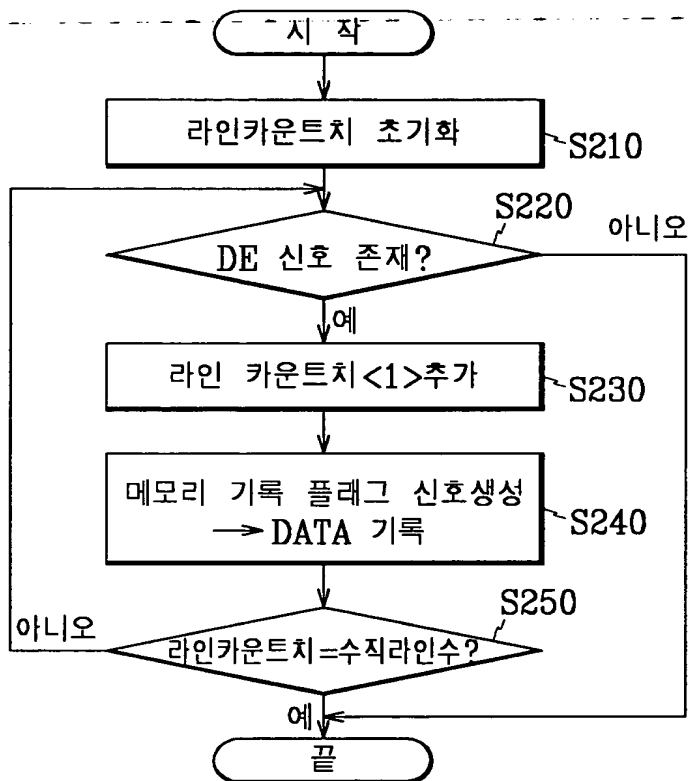 시 작
라인카운트치 초기화
S210
S220
아니오
DE 신호 존재?
예
라인 카운트치<1>추가
S230
메모리 기록 플래그 신호생성
→ DATA 기록
S240
S250
아니오
라인카운트치=수직라인수?
예
끝